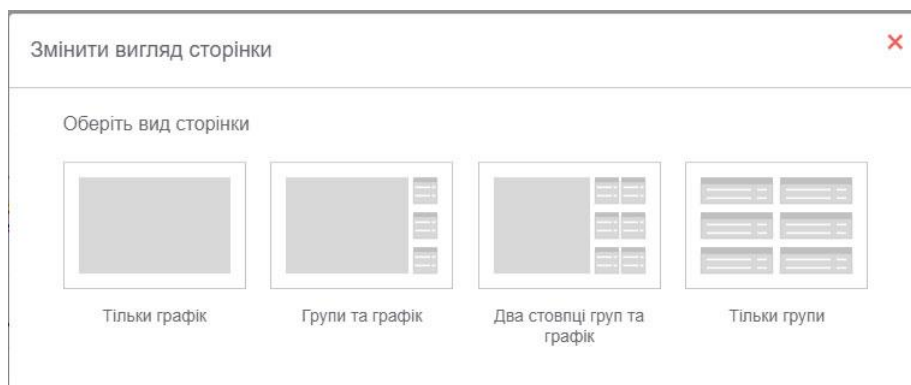 Змінити вигляд сторінки
Оберіть вид сторінки
Тільки графік
Групи та графік
Два стовпці груп та
графік
Тільки групи